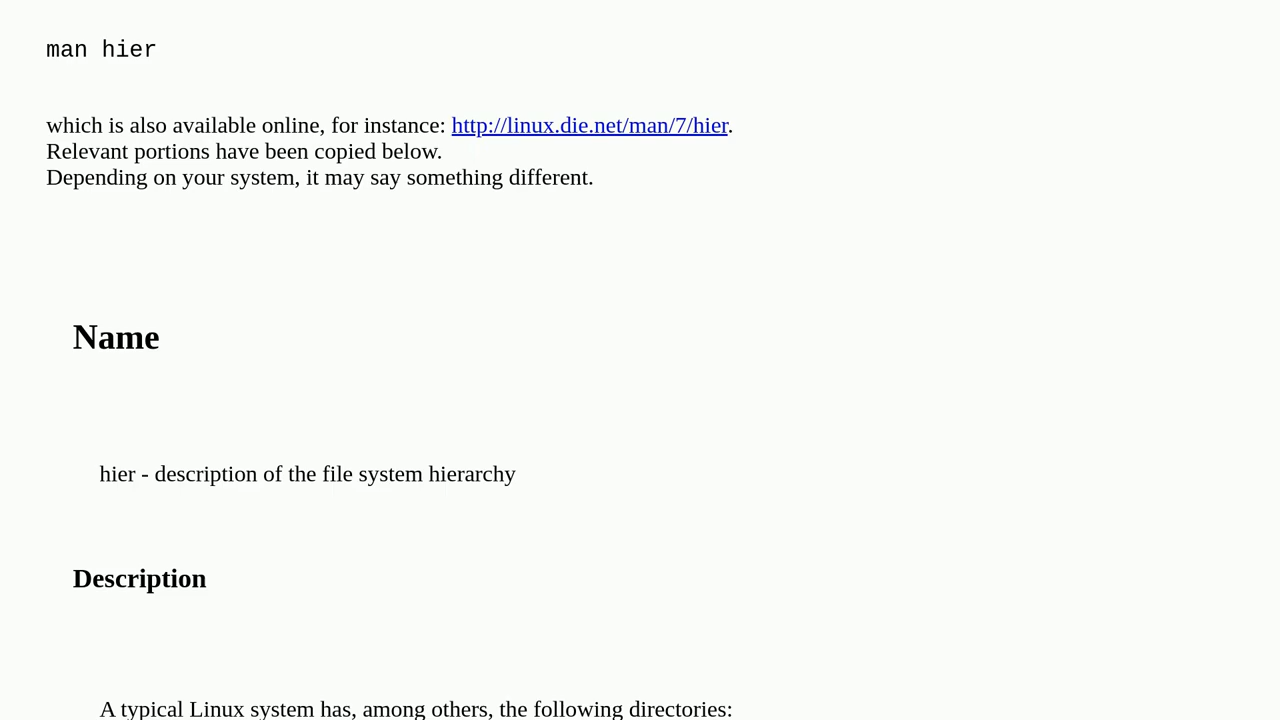 man hier
which is also available online, for instance: http://linux.die.net/man/7/hier.
Relevant portions have been copied below.
Depending on your system, it may say something different.
Name
hier - description of the file system hierarchy
Description
A typical Linux system has, among others, the following directories: